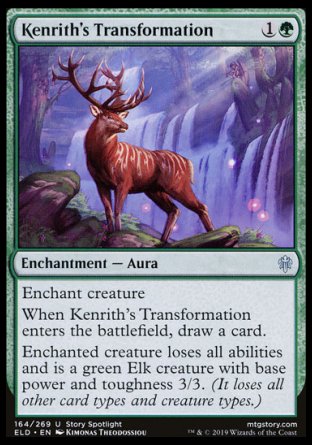 Kenrith's Transformation 1
Enchantment — Aura
Enchant creature
When Kenrith's Transformation
enters the battlefield, draw a card.
Enchanted creature loses all abilities
and is a green Elk creature with base
power and toughness 3/3. (It loses all
other card types and creature types.)
164/269 U Story Spotlight mtgstory.com
ELD • EN Kimonas Theodossiou ™ & © 2019 Wizards of the Coast